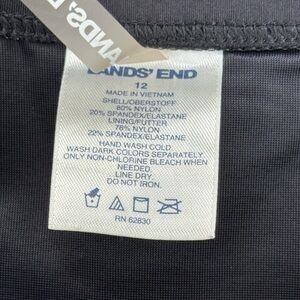 ANDS'
LANDS' END
12
MADE IN VIETNAM
SHELL/OBERSTOFF
80% NYLON
20% SPANDEX/ELASTANE
LINING/FUTTER
78% NYLON
22% SPANDEX/ELASTANE
HAND WASH COLD.
WASH DARK COLORS SEPARATELY.
ONLY NON-CHLORINE BLEACH WHEN
NEEDED.
LINE DRY.
DO NOT IRON.
RN 62830